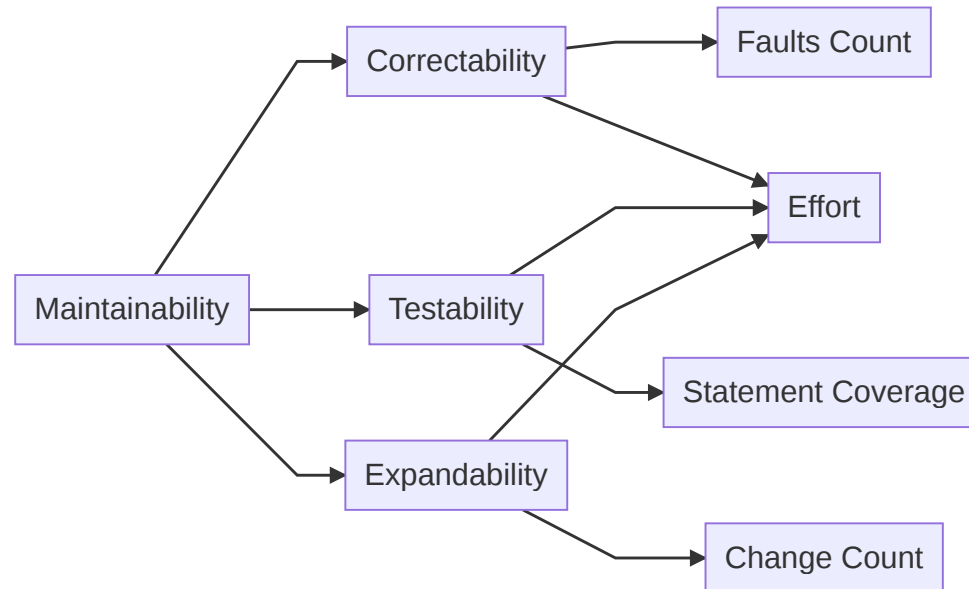 Maintainability
Correctability
Testability
Expandability
Faults Count
Effort
Statement Coverage
Change Count